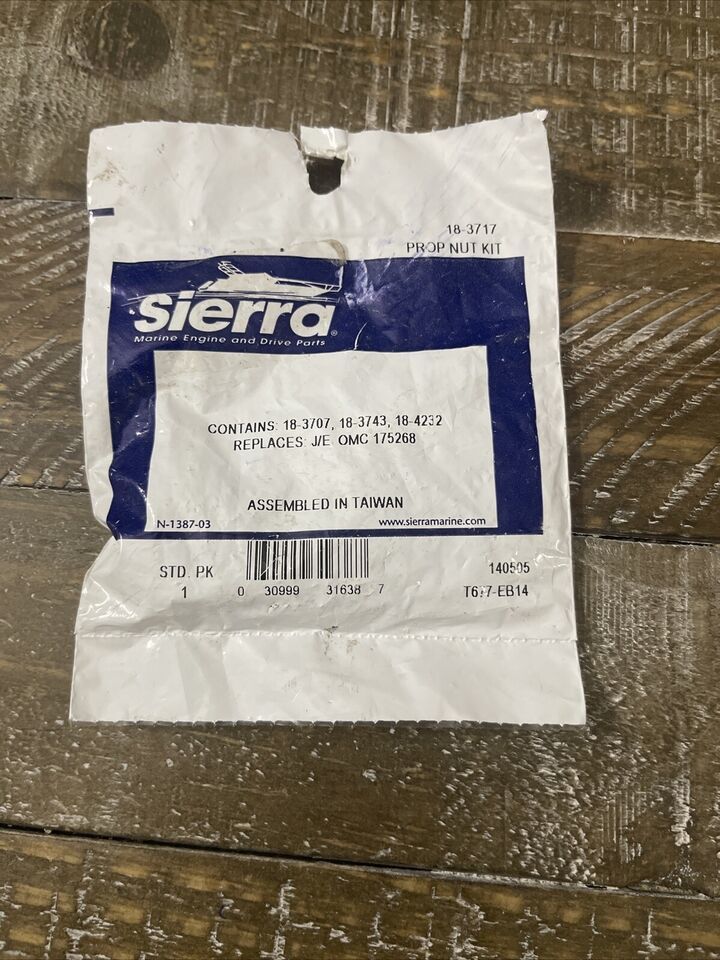 18-3717
PROP NUT KIT
Sierra®
Marine Engine and Drive Parts
CONTAINS: 18-3707, 18-3743, 18-4232
REPLACES: J/E OMC 175268
ASSEMBLED IN TAIWAN
N-1387-03 www.sierramarine.com
STD. PK 140505
1 0 30999 31638 7